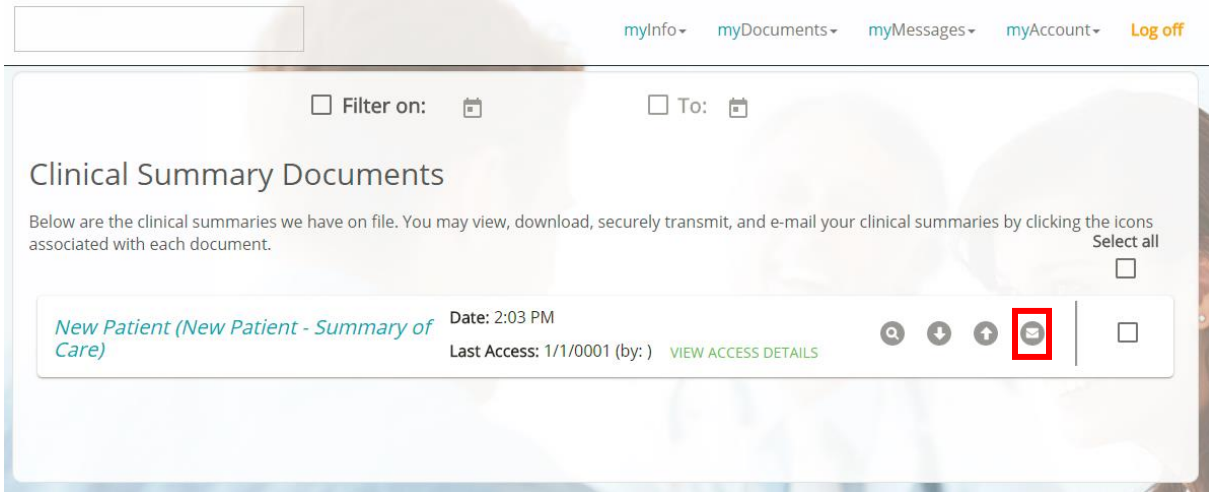 myInfo myDocuments myMessages myAccount Log off
Filter on: To:
Clinical Summary Documents
Below are the clinical summaries we have on file. You may view, download, securely transmit, and e-mail your clinical summaries by clicking the icons
associated with each document.
Select all
New Patient (New Patient - Summary of
Care)
Date: 2:03 PM
Last Access: 1/1/0001 (by: ) VIEW ACCESS DETAILS